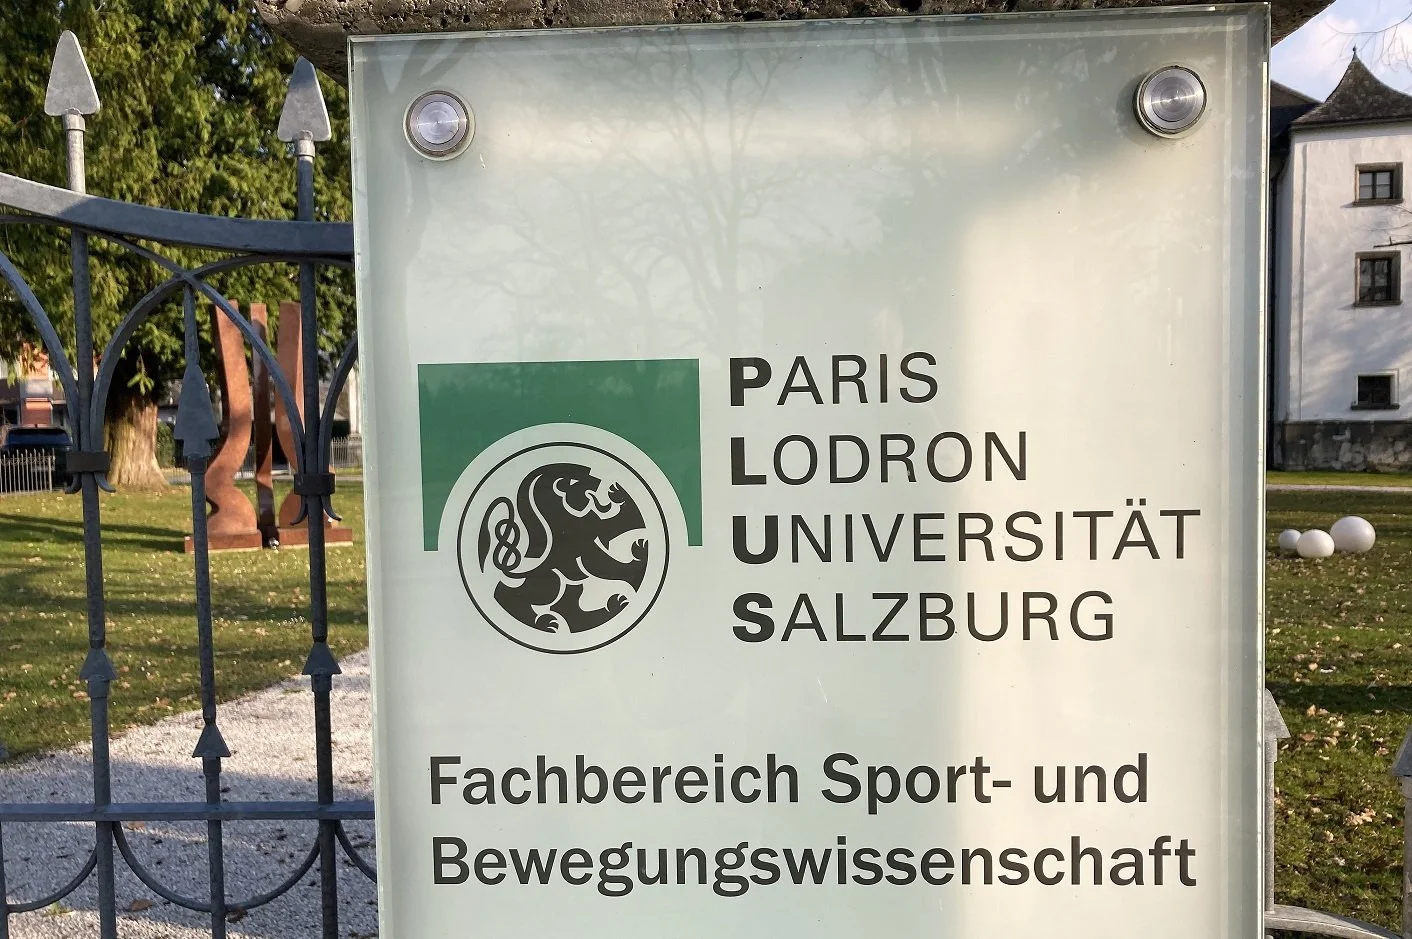 PARIS
LODRON
UNIVERSITÄT
SALZBURG
Fachbereich Sport- und
Bewegungswissenschaft